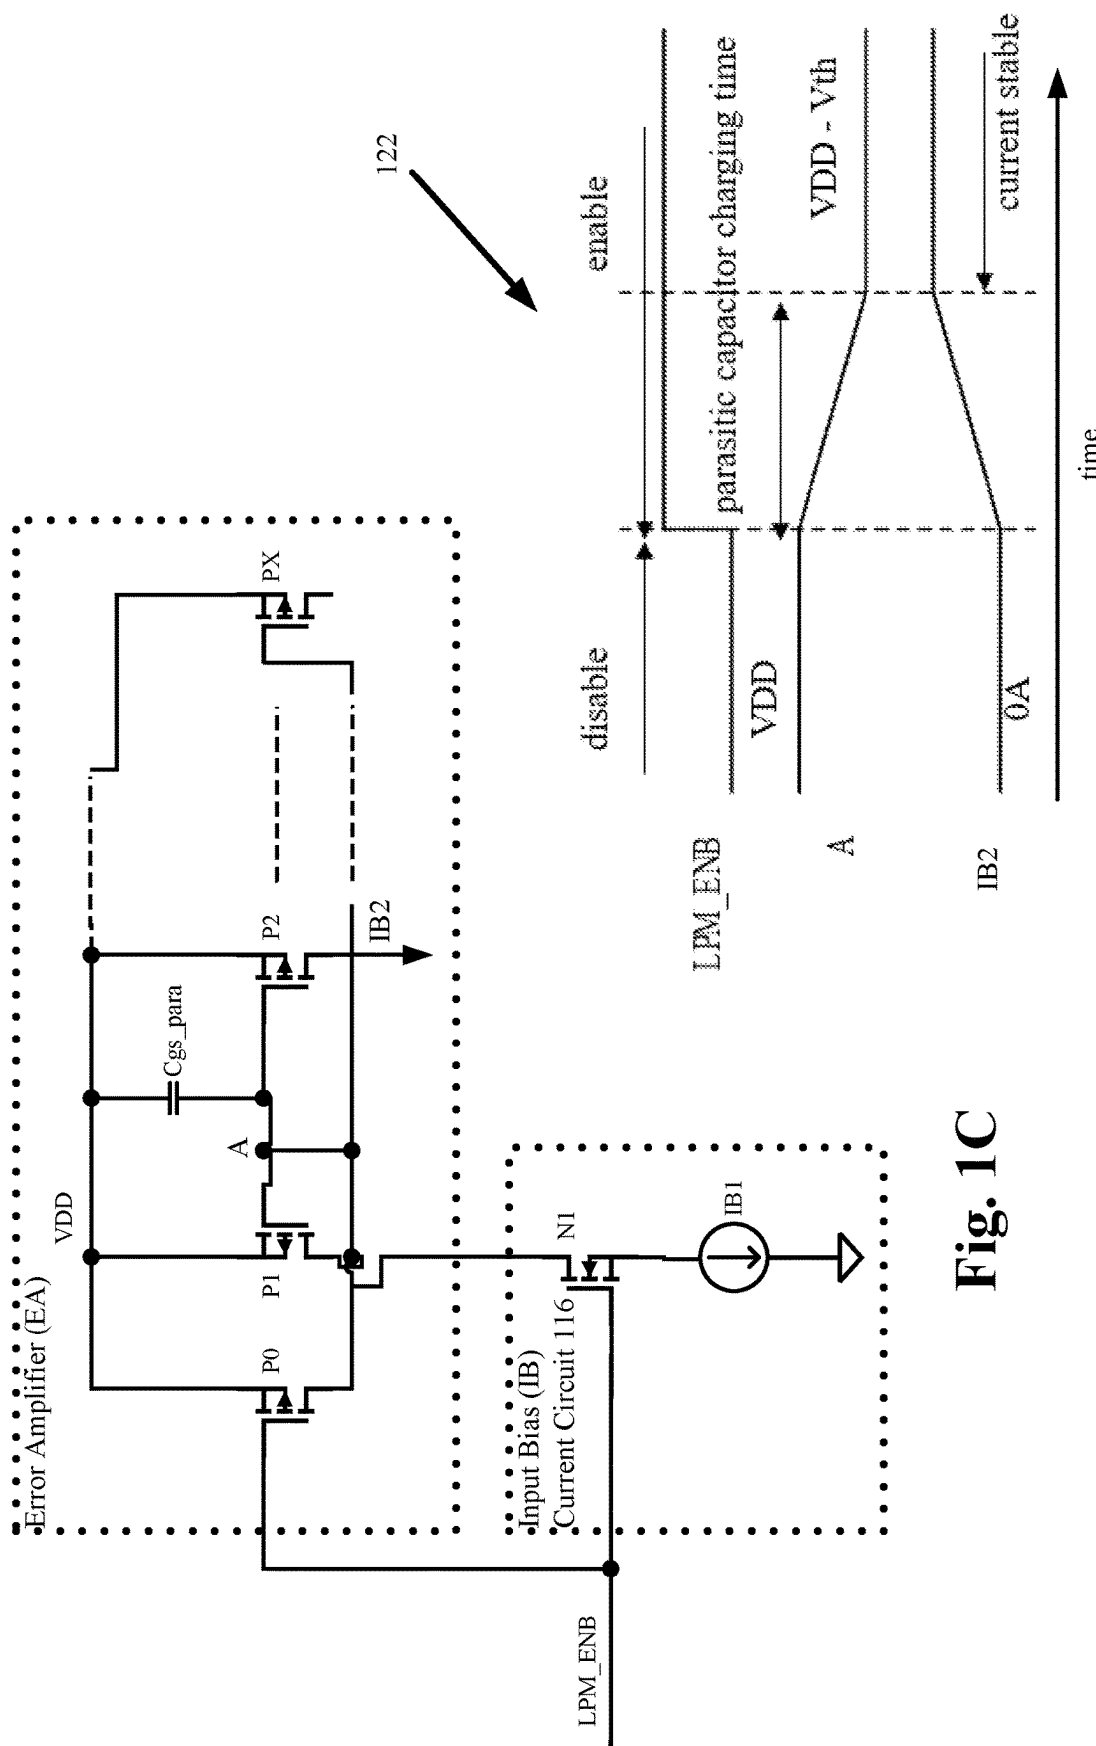 Error Amplifier (EA)
VDD
P0
P1
A
Cgs_para
P2
IB2
PX
LPM_ENB
Input Bias (IB)
Current Circuit 116
N1
IB1
122
disable
enable
LPM_ENB
parasitic capacitor charging time
VDD
A
VDD - Vth
IB2
0A
current stable
time
Fig. 1C